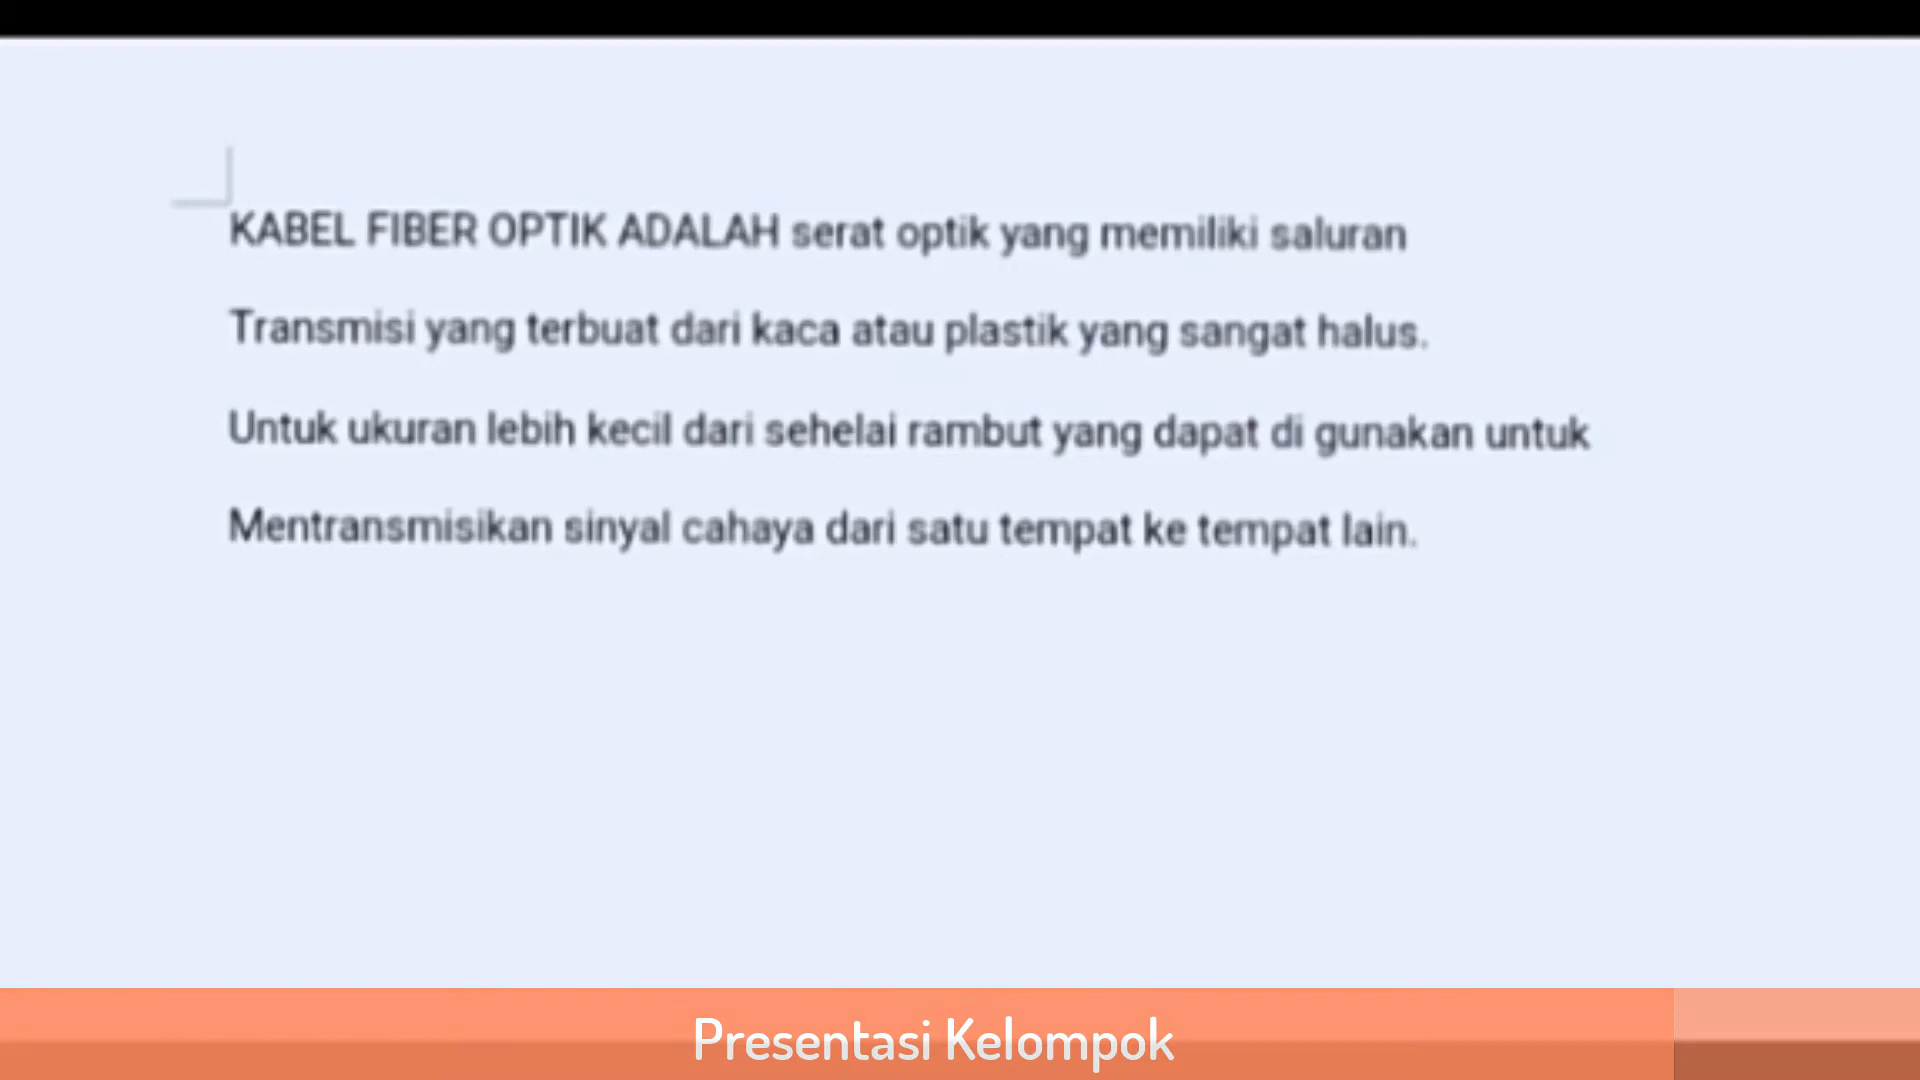 KABEL FIBER OPTIK ADALAH serat optik yang memiliki saluran
Transmisi yang terbuat dari kaca atau plastik yang sangat halus.
Untuk ukuran lebih kecil dari sehelai rambut yang dapat di gunakan untuk
Mentransmisikan sinyal cahaya dari satu tempat ke tempat lain.
Presentasi Kelompok